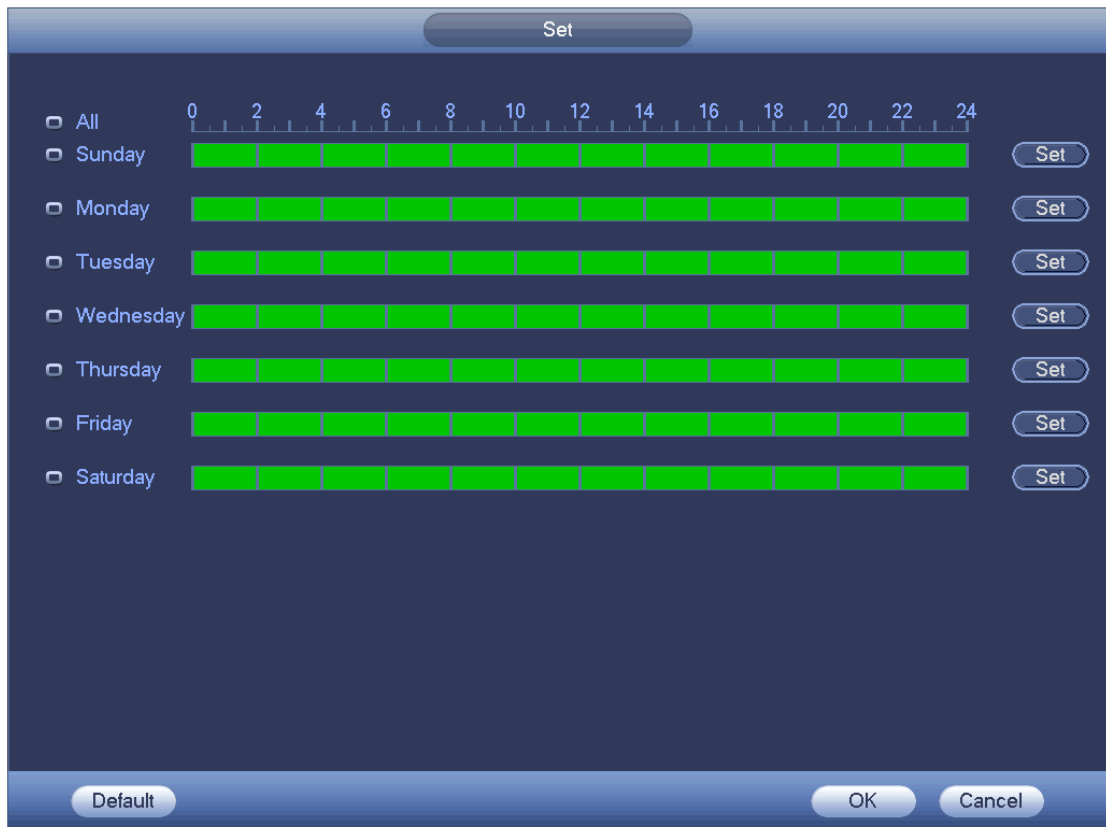 Set
All 0 2 4 6 8 10 12 14 16 18 20 22 24
Sunday Set
Monday Set
Tuesday Set
Wednesday Set
Thursday Set
Friday Set
Saturday Set
Default OK Cancel